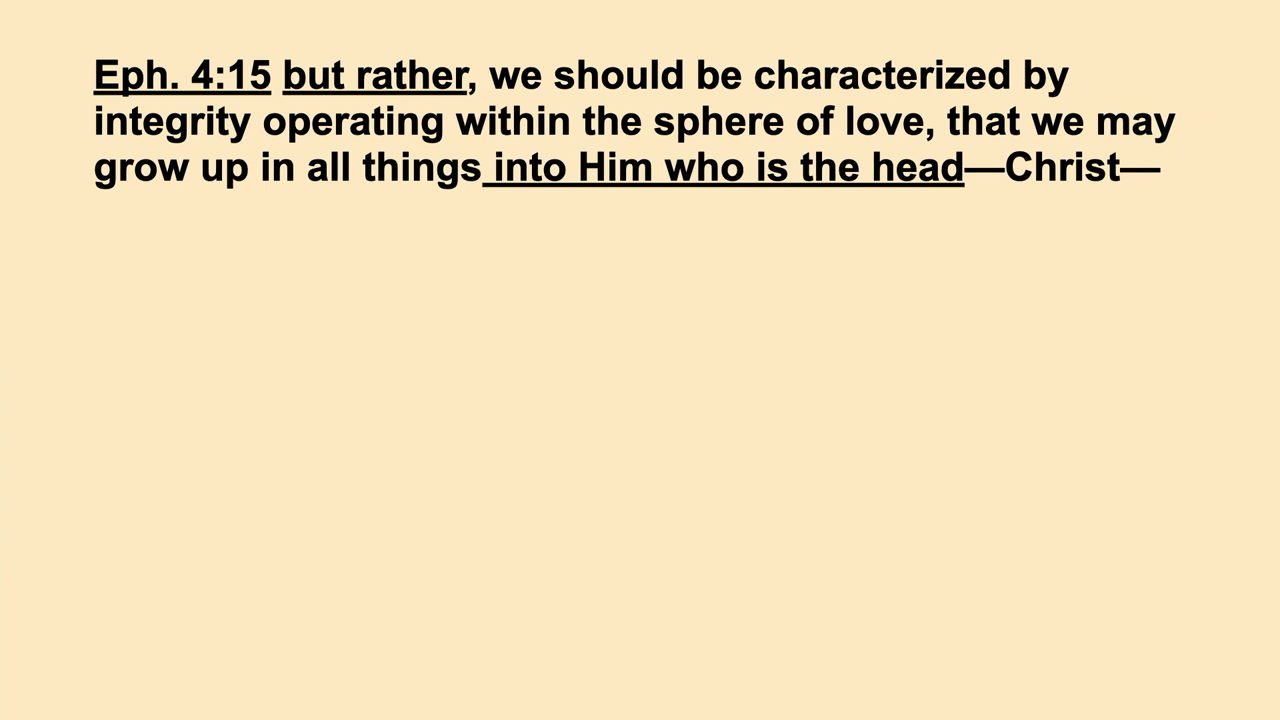 Eph. 4:15 but rather, we should be characterized by
integrity operating within the sphere of love, that we may
grow up in all things into Him who is the head—Christ—